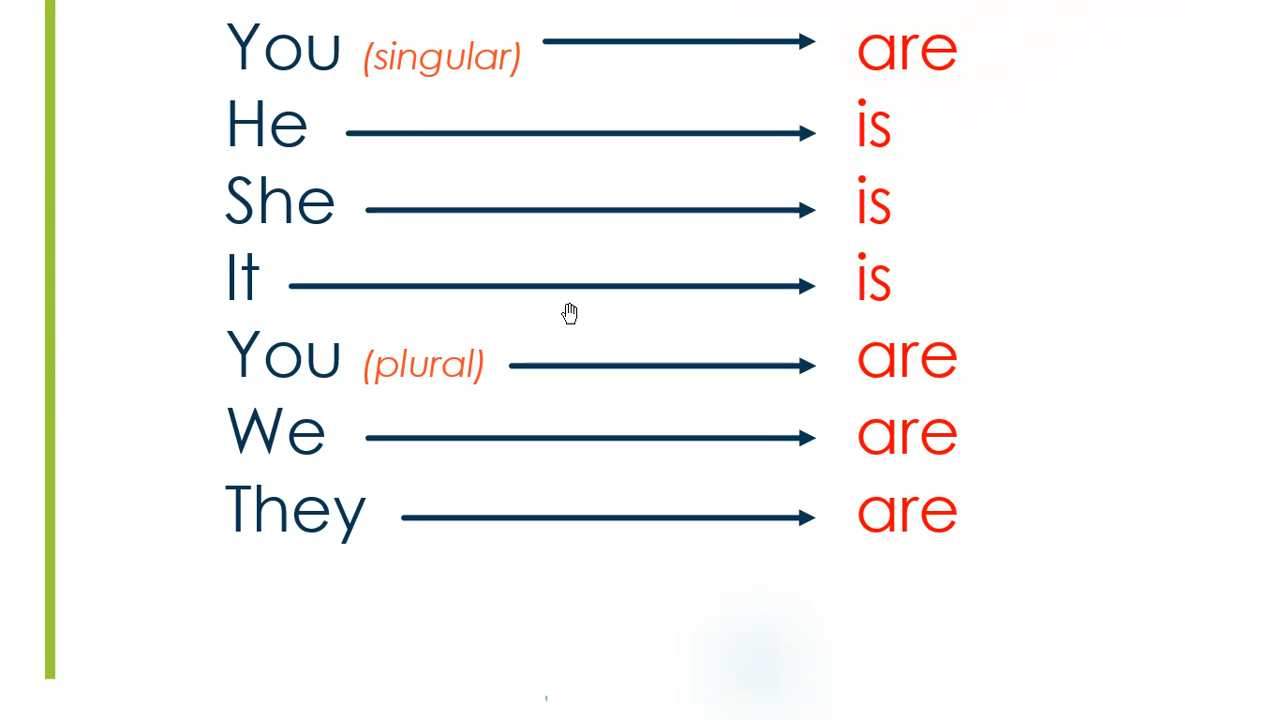 You (singular) are
He is
She is
It is
You (plural) are
We are
They are